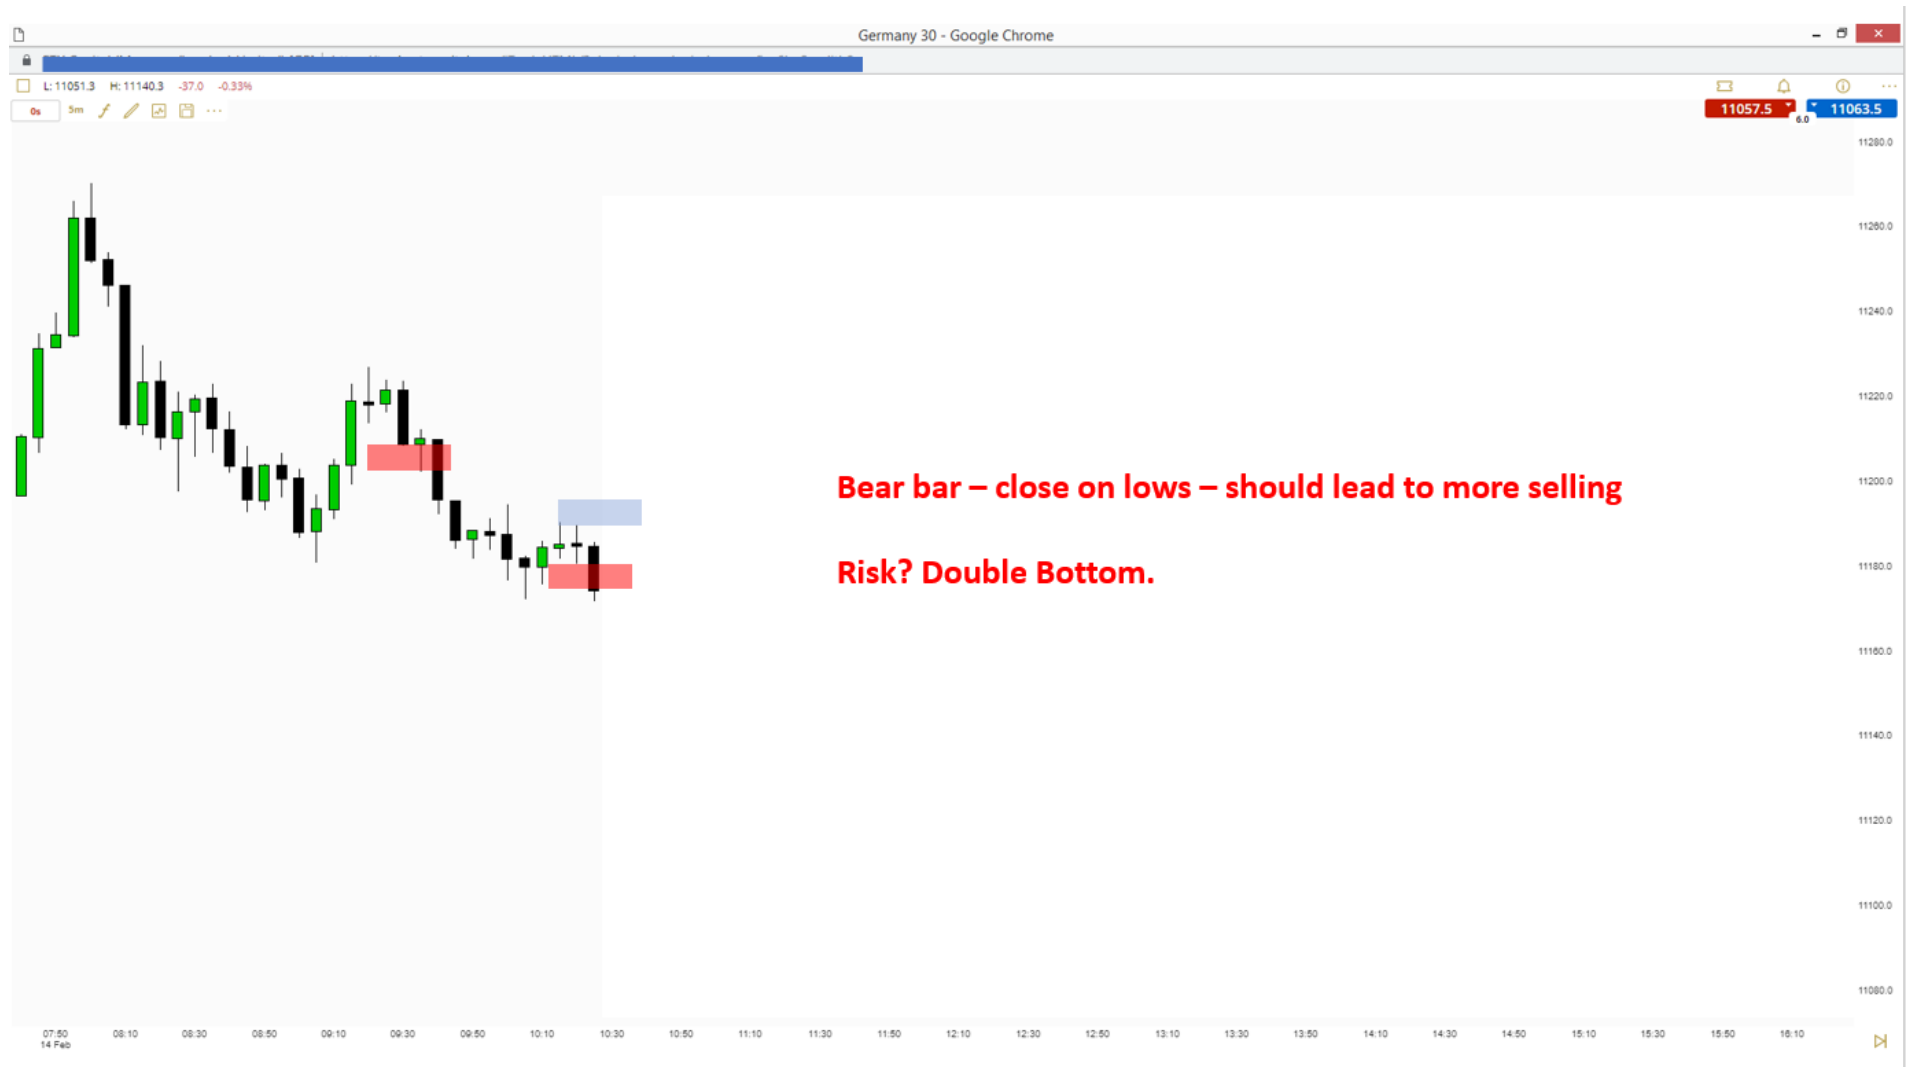 Germany 30 - Google Chrome
L: 11051.3 H: 11140.3 -37.0 -0.33%
0s 5m
11057.5 6.0 11063.5
11280.0
11260.0
11240.0
11220.0
11200.0
11180.0
11160.0
11140.0
11120.0
11100.0
11080.0
Bear bar – close on lows – should lead to more selling
Risk? Double Bottom.
07:50 08:10 08:30 08:50 09:10 09:30 09:50 10:10 10:30 10:50 11:10 11:30 11:50 12:10 12:30 12:50 13:10 13:30 13:50 14:10 14:30 14:50 15:10 15:30 15:50 16:10
14 Feb